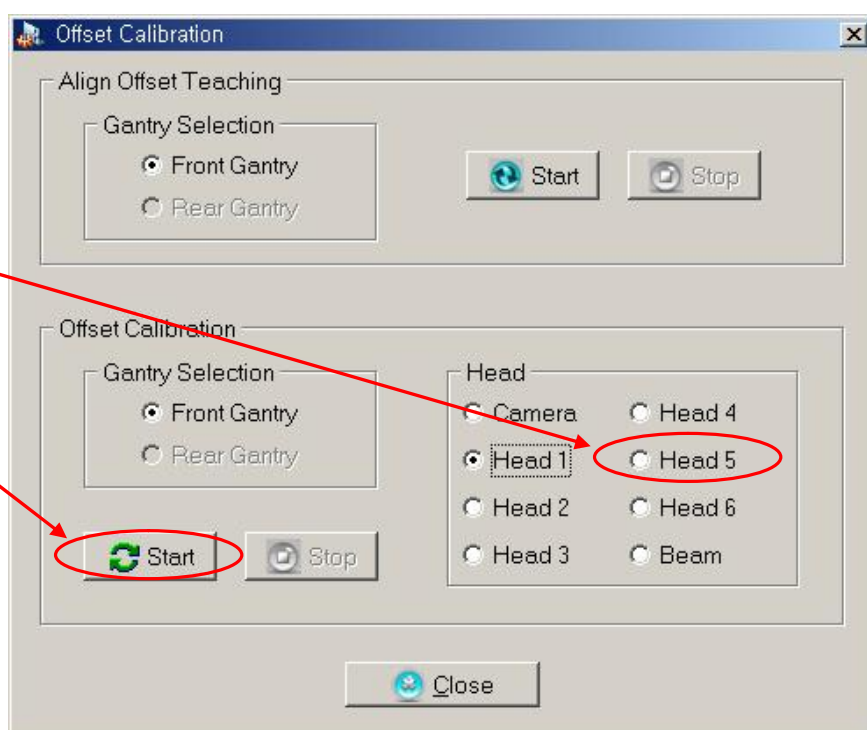 Offset Calibration
Align Offset Teaching
Gantry Selection
Front Gantry
Rear Gantry
Start
Stop
Offset Calibration
Gantry Selection
Front Gantry
Rear Gantry
Start
Stop
Head
Camera
Head 1
Head 2
Head 3
Head 4
Head 5
Head 6
Beam
Close